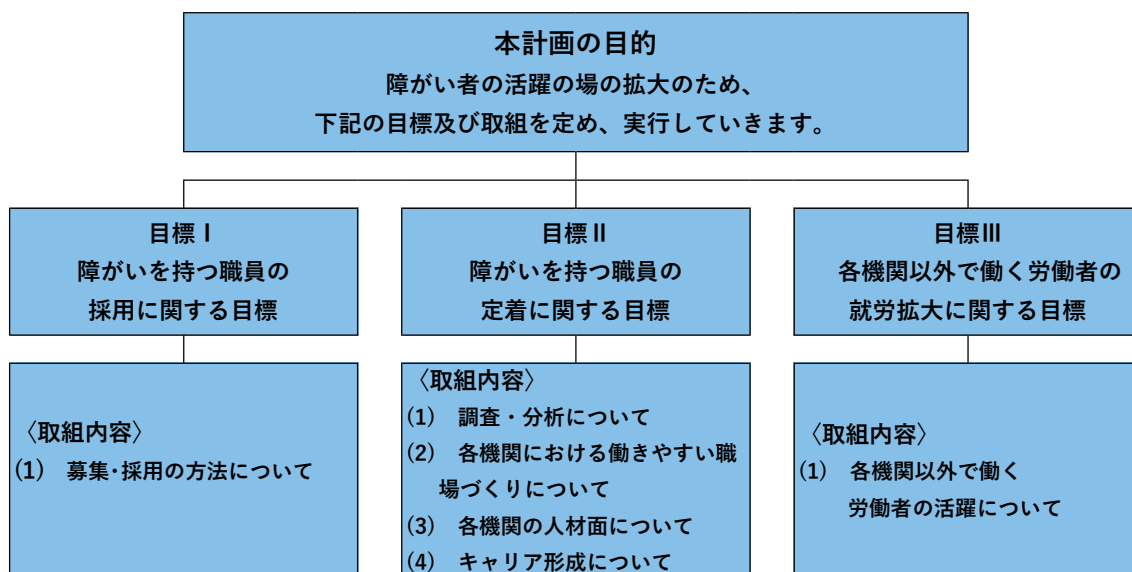 本計画の目的
障がい者の活躍の場の拡大のため、
下記の目標及び取組を定め、実行していきます。
目標Ⅰ
障がいを持つ職員の
採用に関する目標
〈取組内容〉
(1) 募集・採用の方法について
目標Ⅱ
障がいを持つ職員の
定着に関する目標
〈取組内容〉
(1) 調査・分析について
(2) 各機関における働きやすい職
場づくりについて
(3) 各機関の人材面について
(4) キャリア形成について
目標Ⅲ
各機関以外で働く労働者の
就労拡大に関する目標
〈取組内容〉
(1) 各機関以外で働く
労働者の活躍について